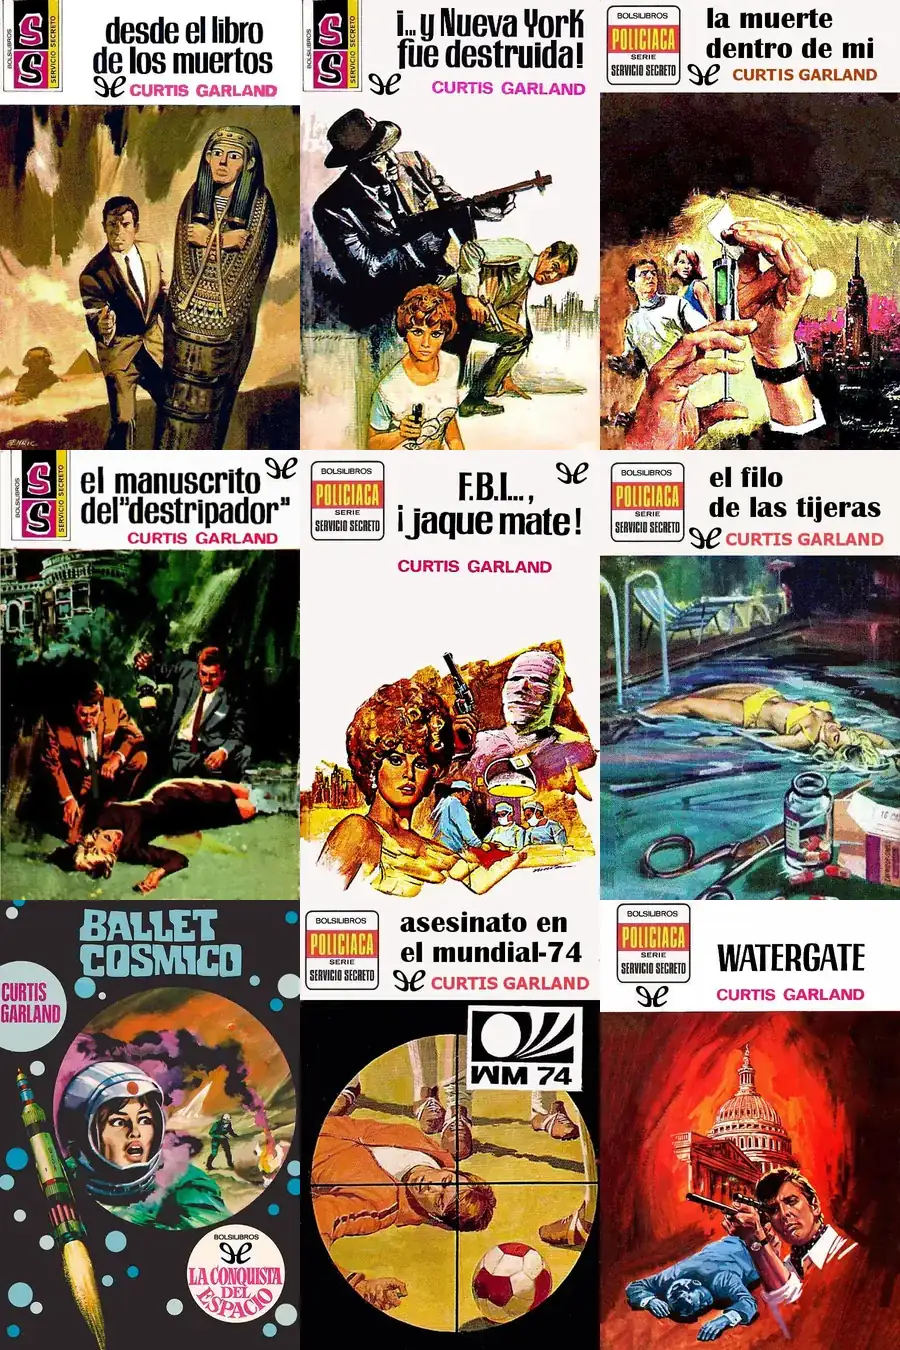 BOLSILIBROS
SS
SERVICIO SECRETO
desde el libro
de los muertos
CURTIS GARLAND
BOLSILIBROS
SS
SERVICIO SECRETO
¡... y Nueva York
fue destruida!
CURTIS GARLAND
BOLSILIBROS
POLICIACA
SERIE
SERVICIO SECRETO
la muerte
dentro de mi
CURTIS GARLAND
ENRIC
BOLSILIBROS
SS
SERVICIO SECRETO
el manuscrito
del "destripador"
CURTIS GARLAND
BOLSILIBROS
POLICIACA
SERIE
SERVICIO SECRETO
F.B.I...,
¡jaque mate!
CURTIS GARLAND
BOLSILIBROS
POLICIACA
SERIE
SERVICIO SECRETO
el filo
de las tijeras
CURTIS GARLAND
BALLET
COSMICO
CURTIS
GARLAND
BOLSILIBROS
LA CONQUISTA
DEL
ESPACIO
BOLSILIBROS
POLICIACA
SERIE
SERVICIO SECRETO
asesinato en
el mundial-74
CURTIS GARLAND
WM 74
BOLSILIBROS
POLICIACA
SERIE
SERVICIO SECRETO
WATERGATE
CURTIS GARLAND